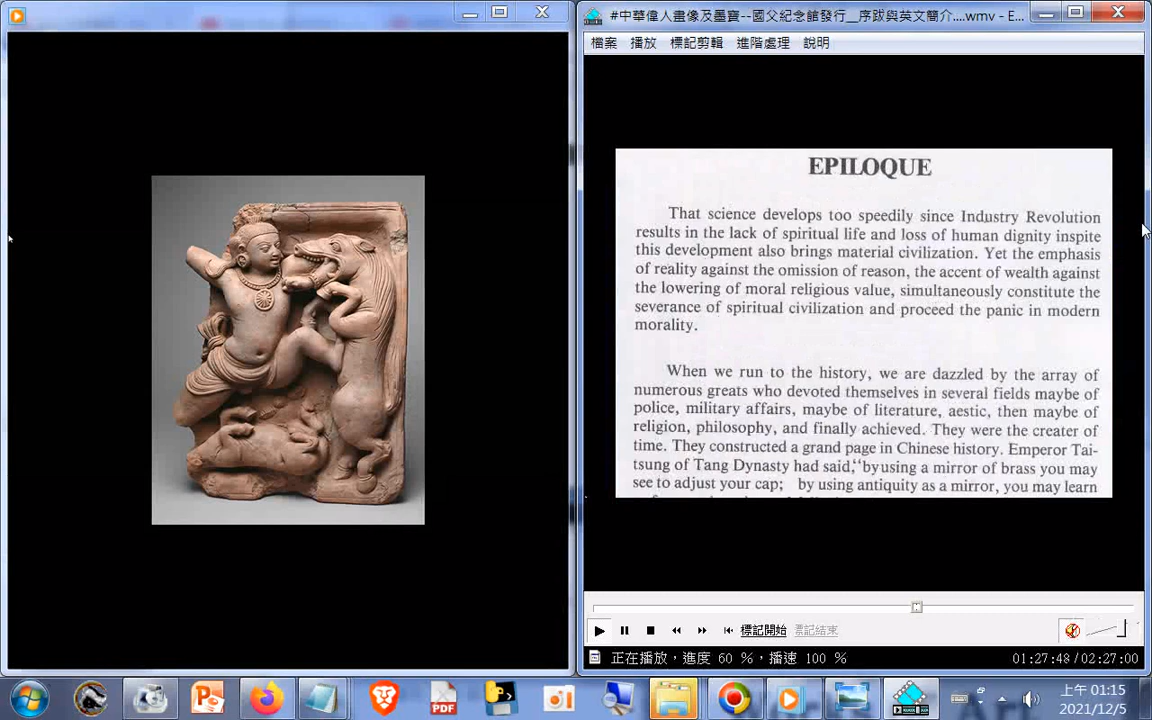 #中華偉人畫像及墨寶--國父紀念館發行__序跋與英文簡介....wmv - E...
檔案 播放 標記剪輯 進階處理 說明
EPILOQUE
That science develops too speedily since Industry Revolution
results in the lack of spiritual life and loss of human dignity inspite
this development also brings material civilization. Yet the emphasis
of reality against the omission of reason, the accent of wealth against
the lowering of moral religious value, simultaneously constitute the
severance of spiritual civilization and proceed the panic in modern
morality.
When we run to the history, we are dazzled by the array of
numerous greats who devoted themselves in several fields maybe of
police, military affairs, maybe of literature, aestic, then maybe of
religion, philosophy, and finally achieved. They were the creater of
time. They constructed a grand page in Chinese history. Emperor Tai-
tsung of Tang Dynasty had said,“byusing a mirror of brass you may
see to adjust your cap; by using antiquity as a mirror, you may learn
標記開始 標記結束
正在播放，進度 60 %，播速 100 %
01:27:48 / 02:27:00
PDF
上午 01:15
2021/12/5